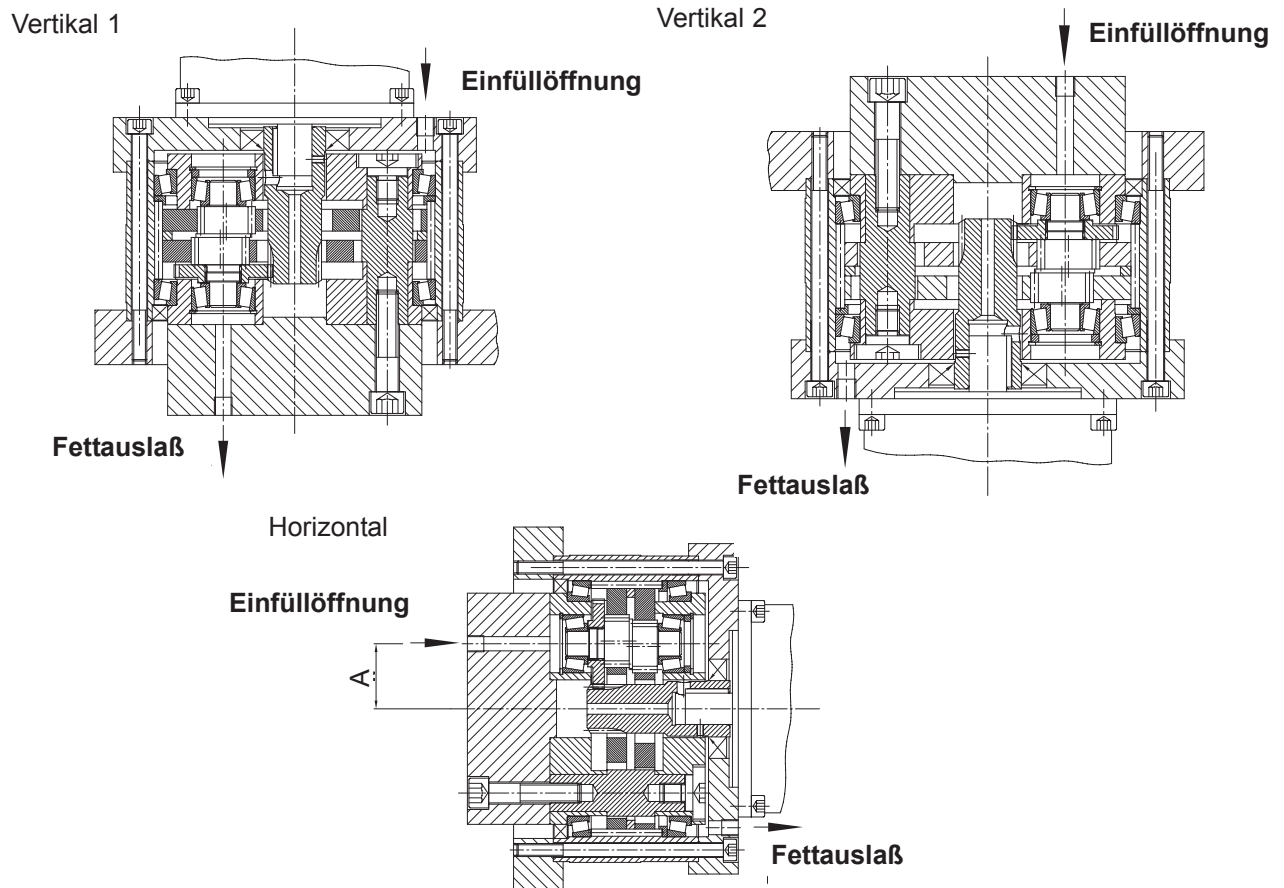 Vertikal 1
Vertikal 2
Einfüllöffnung
Einfüllöffnung
Fettauslaß
Fettauslaß
Horizontal
Einfüllöffnung
A
Fettauslaß